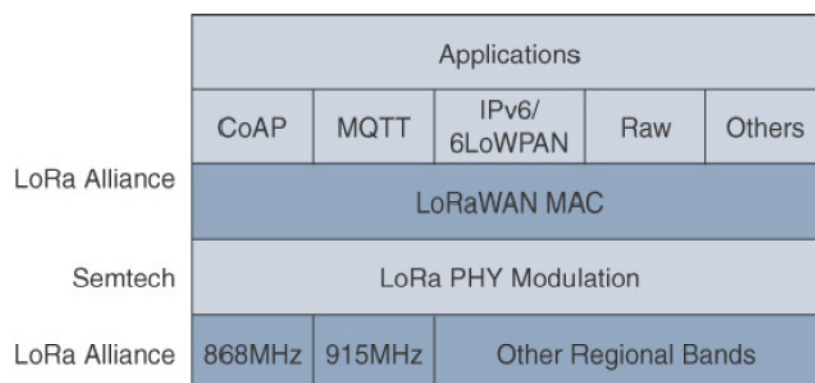 Applications
CoAP
MQTT
IPv6/
6LoWPAN
Raw
Others
LoRa Alliance
LoRaWAN MAC
Semtech
LoRa PHY Modulation
LoRa Alliance
868MHz
915MHz
Other Regional Bands